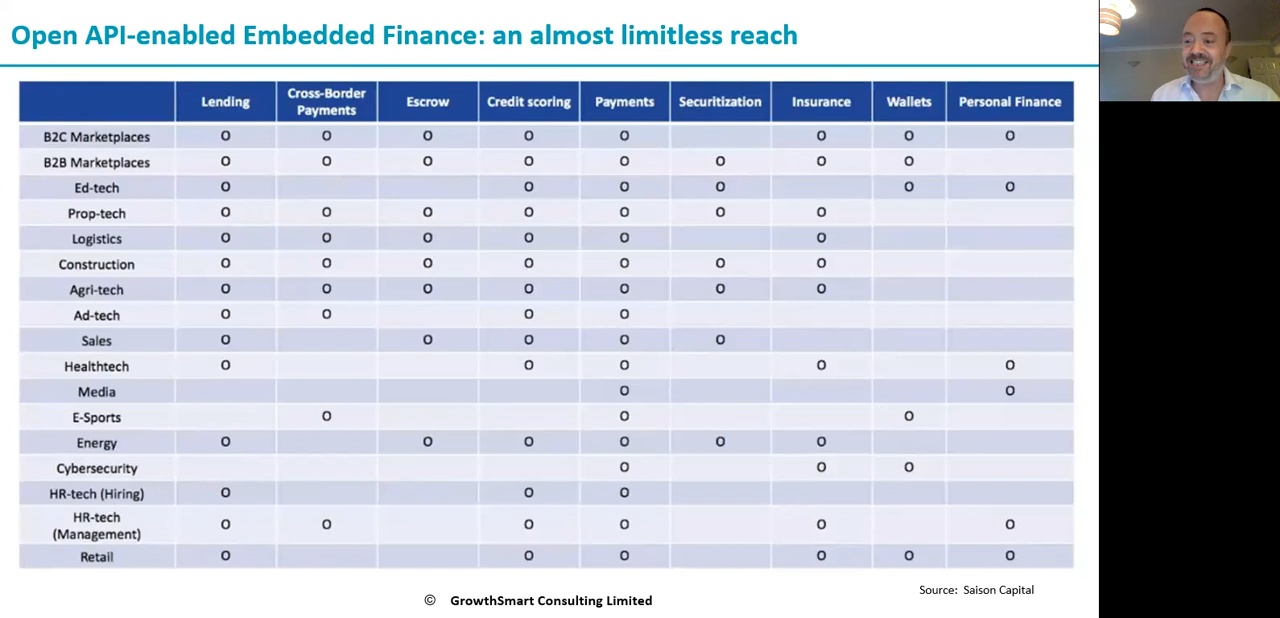 Open API-enabled Embedded Finance: an almost limitless reach
Lending Cross-Border Payments Escrow Credit scoring Payments Securitization Insurance Wallets Personal Finance
B2C Marketplaces O O O O O O O O
B2B Marketplaces O O O O O O O O
Ed-tech O O O O O O
Prop-tech O O O O O O O
Logistics O O O O O O
Construction O O O O O O O
Agri-tech O O O O O O O
Ad-tech O O O O
Sales O O O O O
Healthtech O O O O O
Media O O
E-Sports O O O
Energy O O O O O O
Cybersecurity O O O
HR-tech (Hiring) O O O
HR-tech (Management) O O O O O O
Retail O O O O O O
Source: Saison Capital
© GrowthSmart Consulting Limited